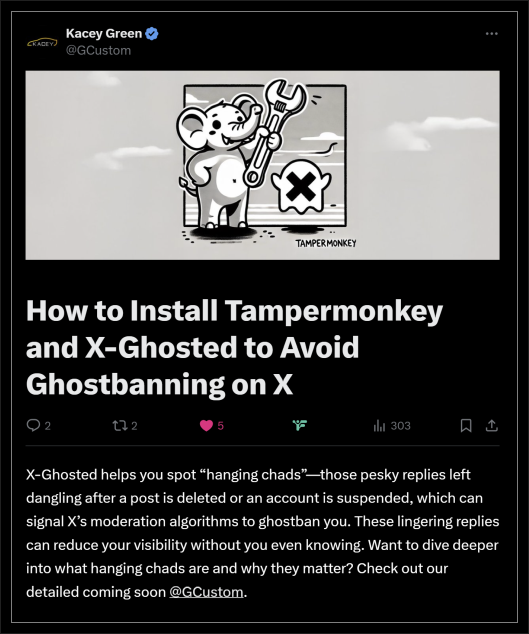 KACEY
Kacey Green
@GCustom
TAMPERMONKEY
How to Install Tampermonkey
and X-Ghosted to Avoid
Ghostbanning on X
2 2 5 303
X-Ghosted helps you spot “hanging chads”—those pesky replies left
dangling after a post is deleted or an account is suspended, which can
signal X’s moderation algorithms to ghostban you. These lingering replies
can reduce your visibility without you even knowing. Want to dive deeper
into what hanging chads are and why they matter? Check out our
detailed coming soon @GCustom.